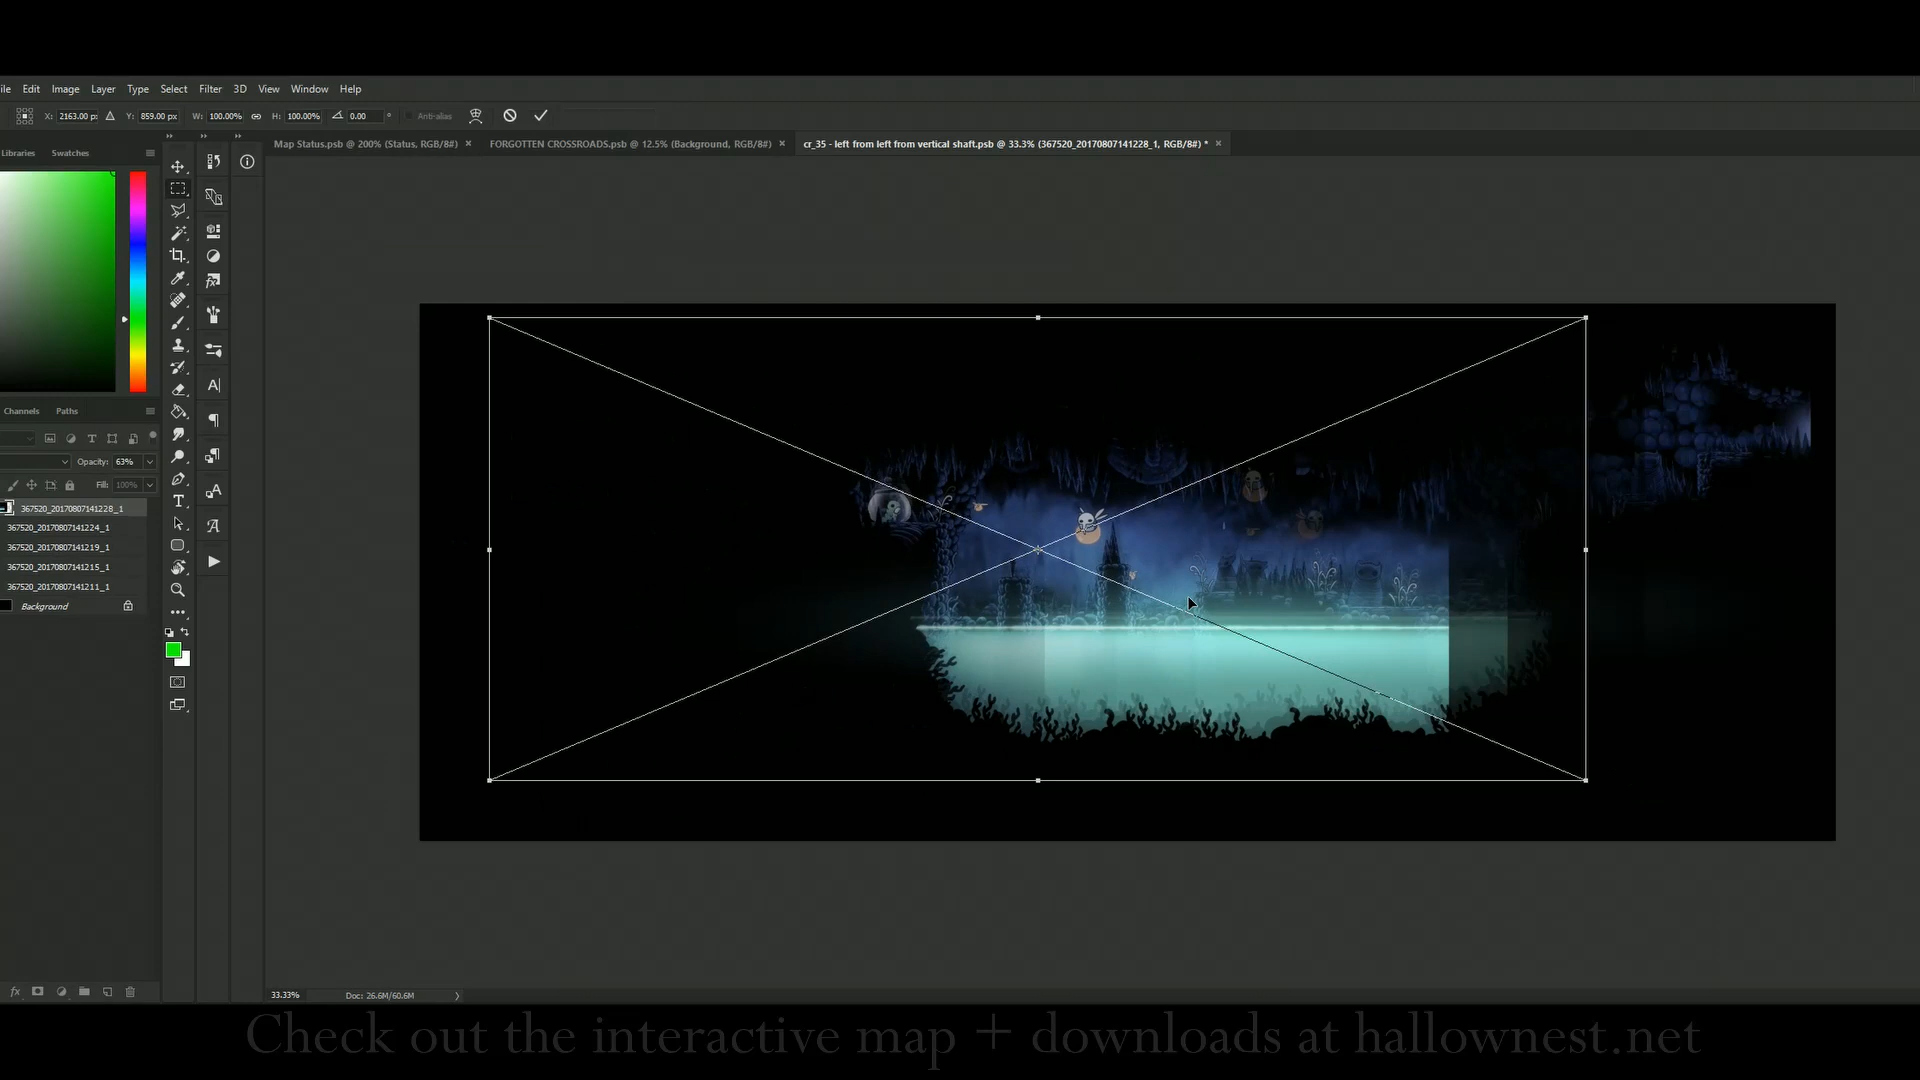 ile Edit Image Layer Type Select Filter 3D View Window Help
X: 2163.00 p: Y: 859.00 px W: 100.00% H: 100.00% 0.00 ° Anti-alias
Libraries Swatches
Map Status.psb @ 200% (Status, RGB/8#) × FORGOTTEN CROSSROADS.psb @ 12.5% (Background, RGB/8#) × cr_35 - left from left from vertical shaft.psb @ 33.3% (367520_20170807141228_1, RGB/8#) * ×
Channels Paths
Opacity: 63%
Fill: 100%
367520_20170807141228_1
367520_20170807141224_1
367520_20170807141219_1
367520_20170807141215_1
367520_20170807141211_1
Background
33.33% Doc: 26.6M/60.6M
Check out the interactive map + downloads at hallownest.net